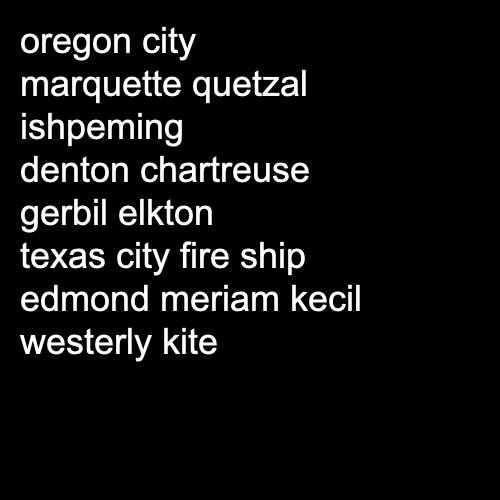 oregon city
marquette quetzal
ishpeming
denton chartreuse
gerbil elkton
texas city fire ship
edmond meriam kecil
westerly kite